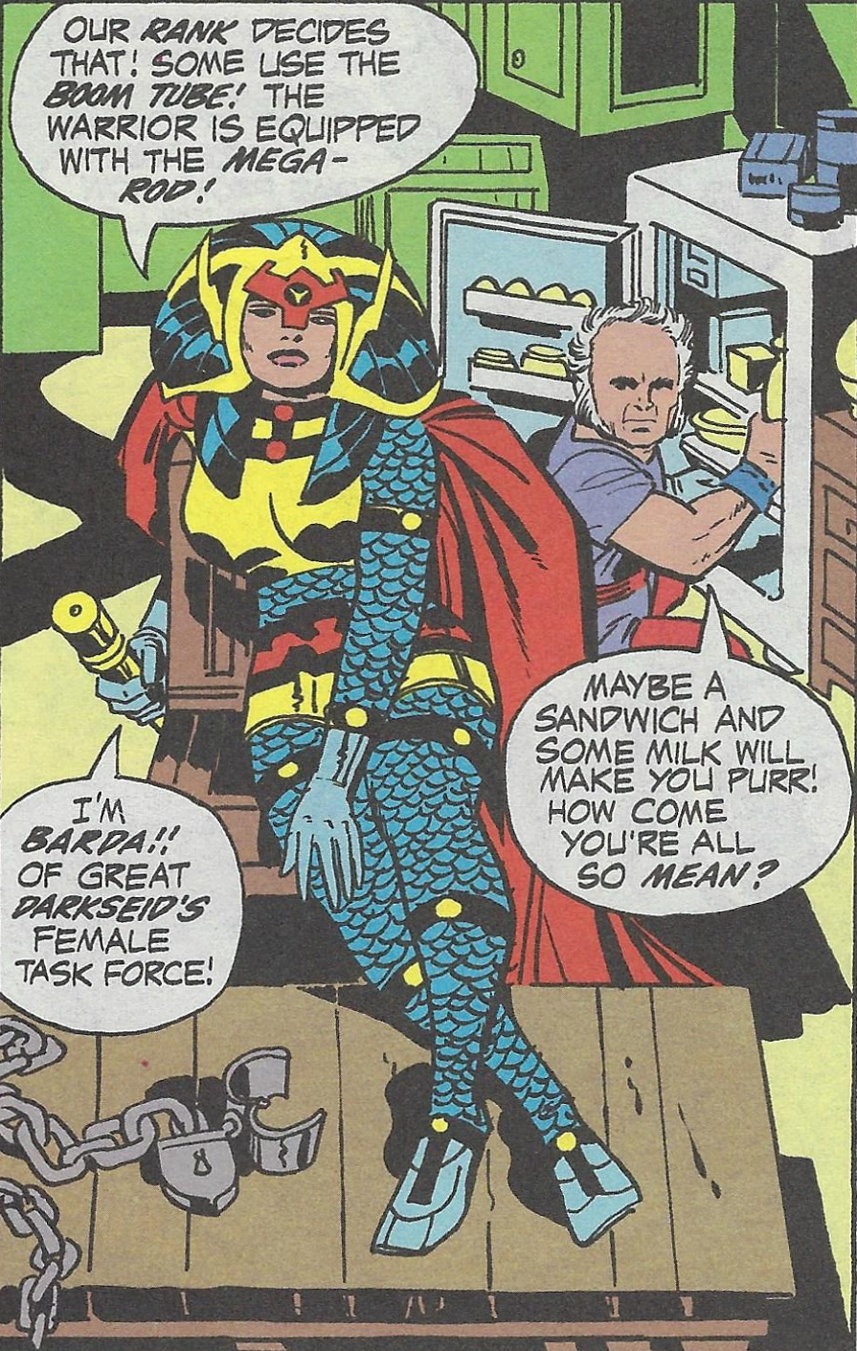 OUR RANK DECIDES
THAT! SOME USE THE
BOOM TUBE! THE
WARRIOR IS EQUIPPED
WITH THE MEGA-
ROD!
I'M
BARDA!!
OF GREAT
DARKSEID'S
FEMALE
TASK FORCE!
MAYBE A
SANDWICH AND
SOME MILK WILL
MAKE YOU PURR!
HOW COME
YOU'RE ALL
SO MEAN?